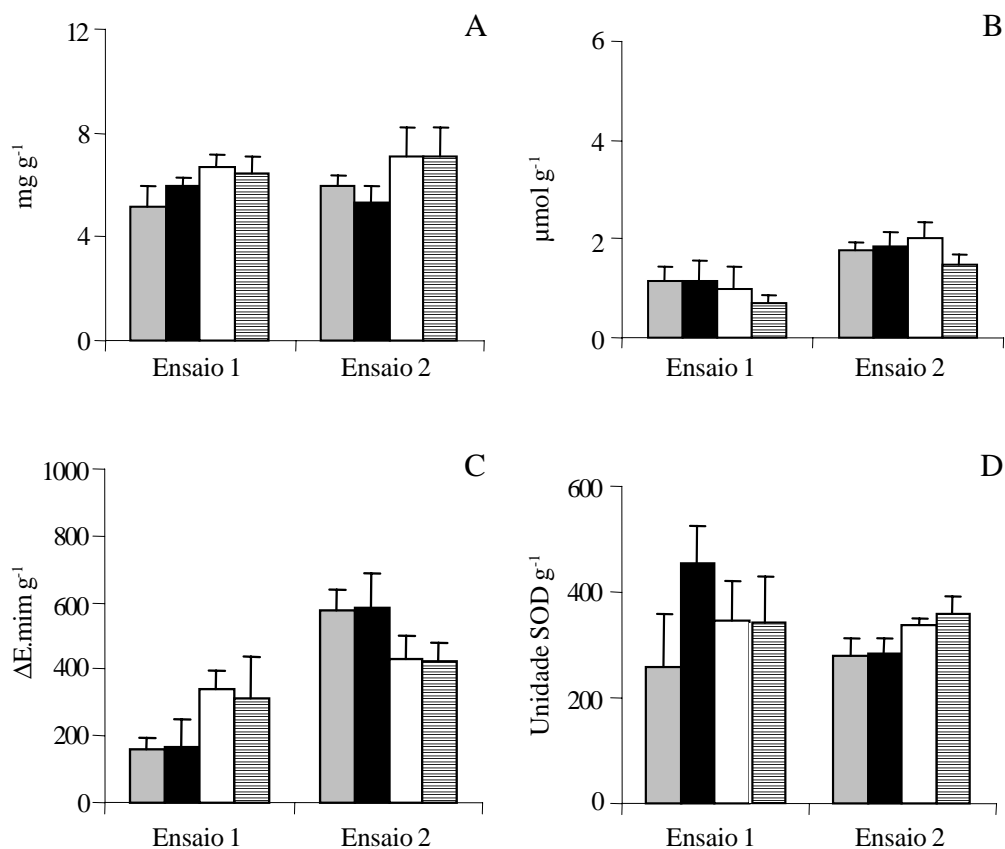 A
12
8
4
0
mg g⁻¹
Ensaio 1
Ensaio 2
B
6
4
2
0
µmol g⁻¹
Ensaio 1
Ensaio 2
C
1000
800
600
400
200
0
ΔE.mim g⁻¹
Ensaio 1
Ensaio 2
D
600
400
200
0
Unidade SOD g⁻¹
Ensaio 1
Ensaio 2